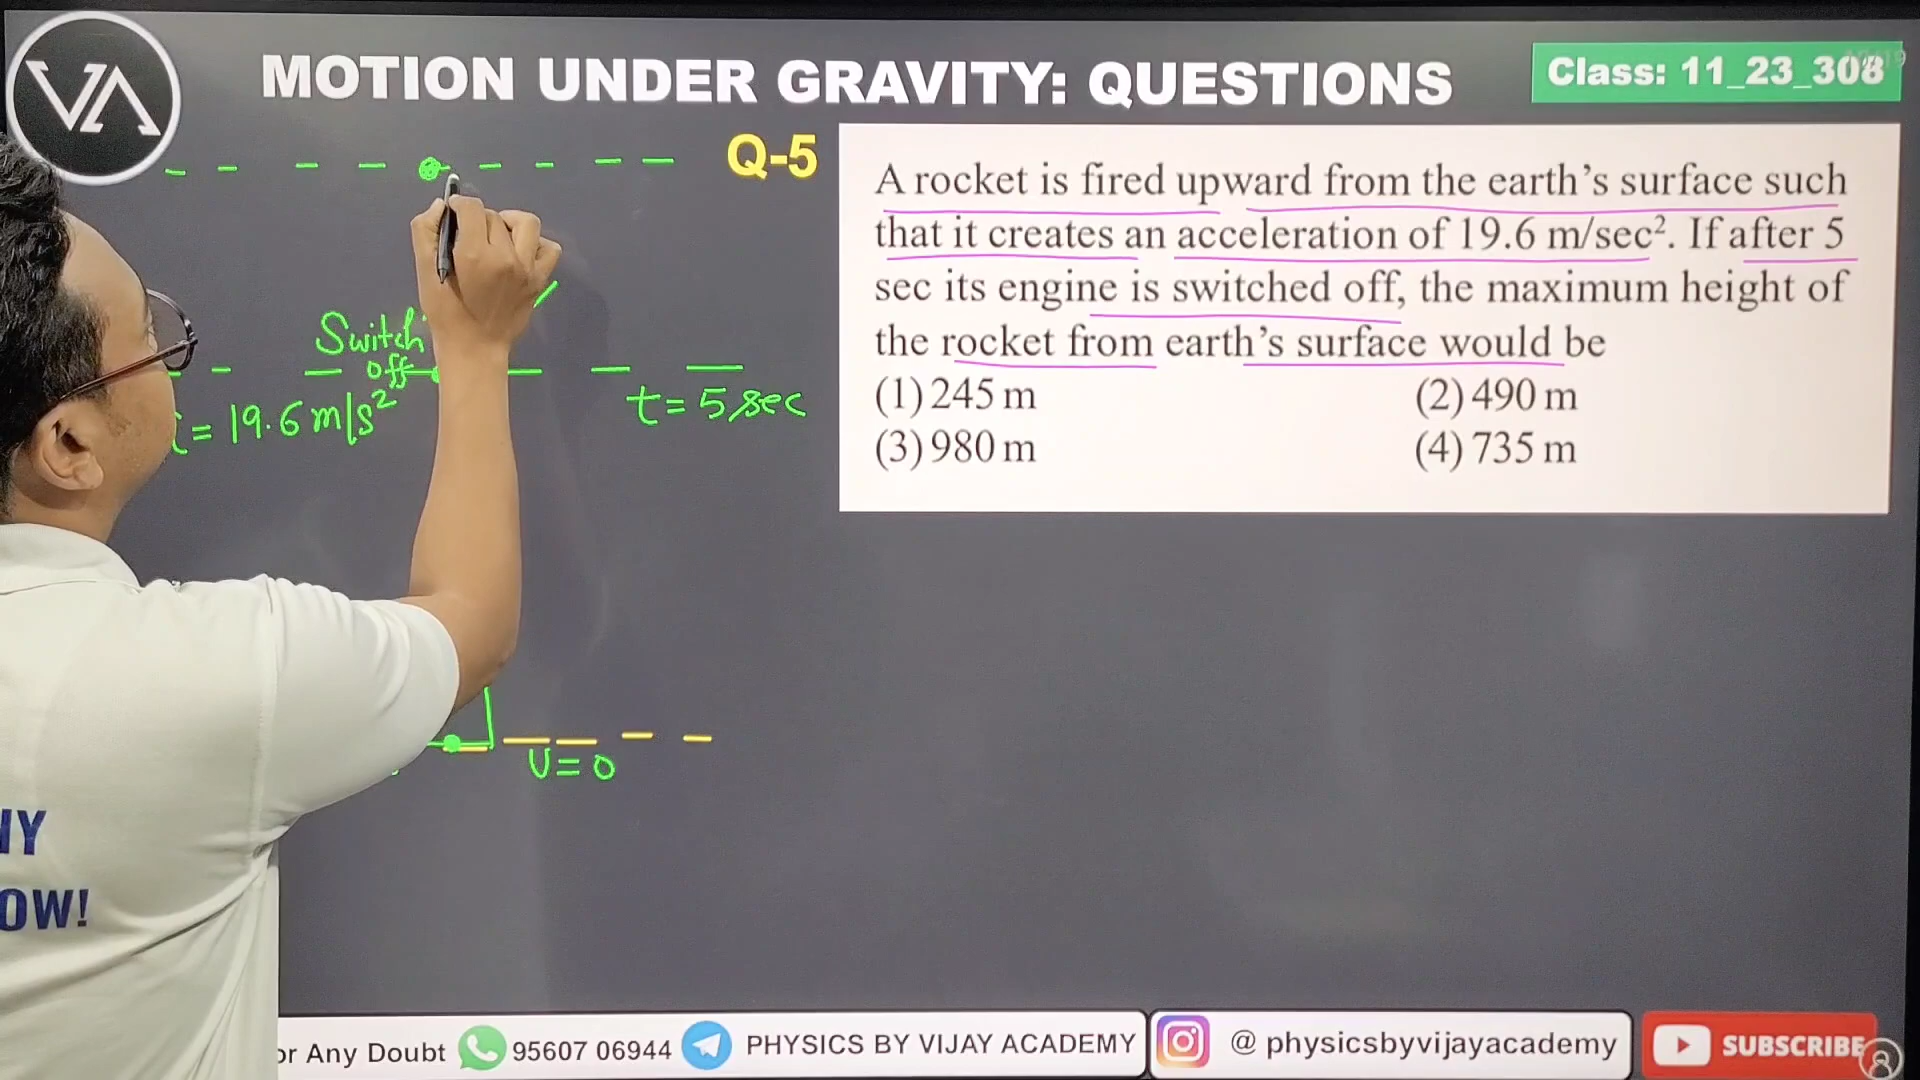 VA
MOTION UNDER GRAVITY: QUESTIONS
Class: 11_23_308
Q-5
A rocket is fired upward from the earth’s surface such
that it creates an acceleration of 19.6 m/sec². If after 5
sec its engine is switched off, the maximum height of
the rocket from earth’s surface would be
(1) 245 m (2) 490 m
(3) 980 m (4) 735 m
Switch
off
= 19.6 m/s²
t = 5 sec
U = 0
OW!
or Any Doubt 95607 06944 PHYSICS BY VIJAY ACADEMY @ physicsbyvijayacademy SUBSCRIBE